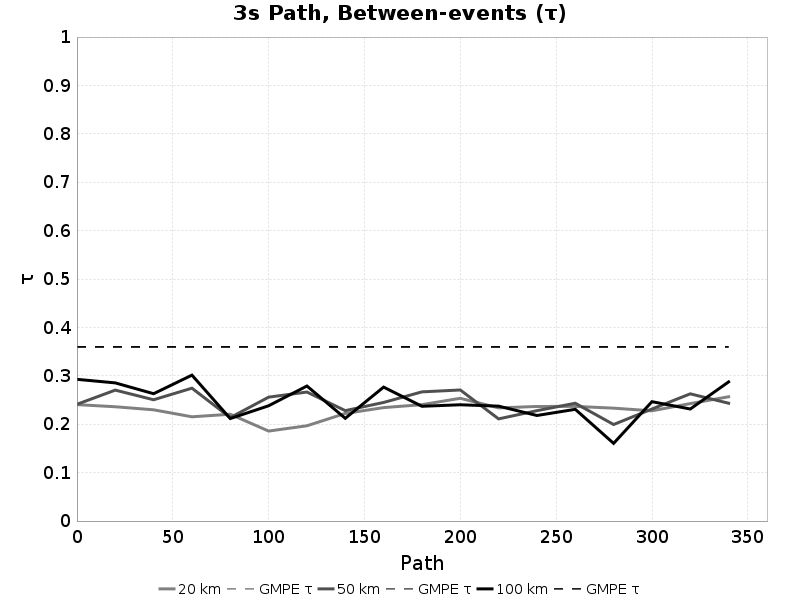 3s Path, Between-events (τ)
1
0.9
0.8
0.7
0.6
0.5
0.4
0.3
0.2
0.1
0
τ
0 50 100 150 200 250 300 350
Path
20 km GMPE τ 50 km GMPE τ 100 km GMPE τ